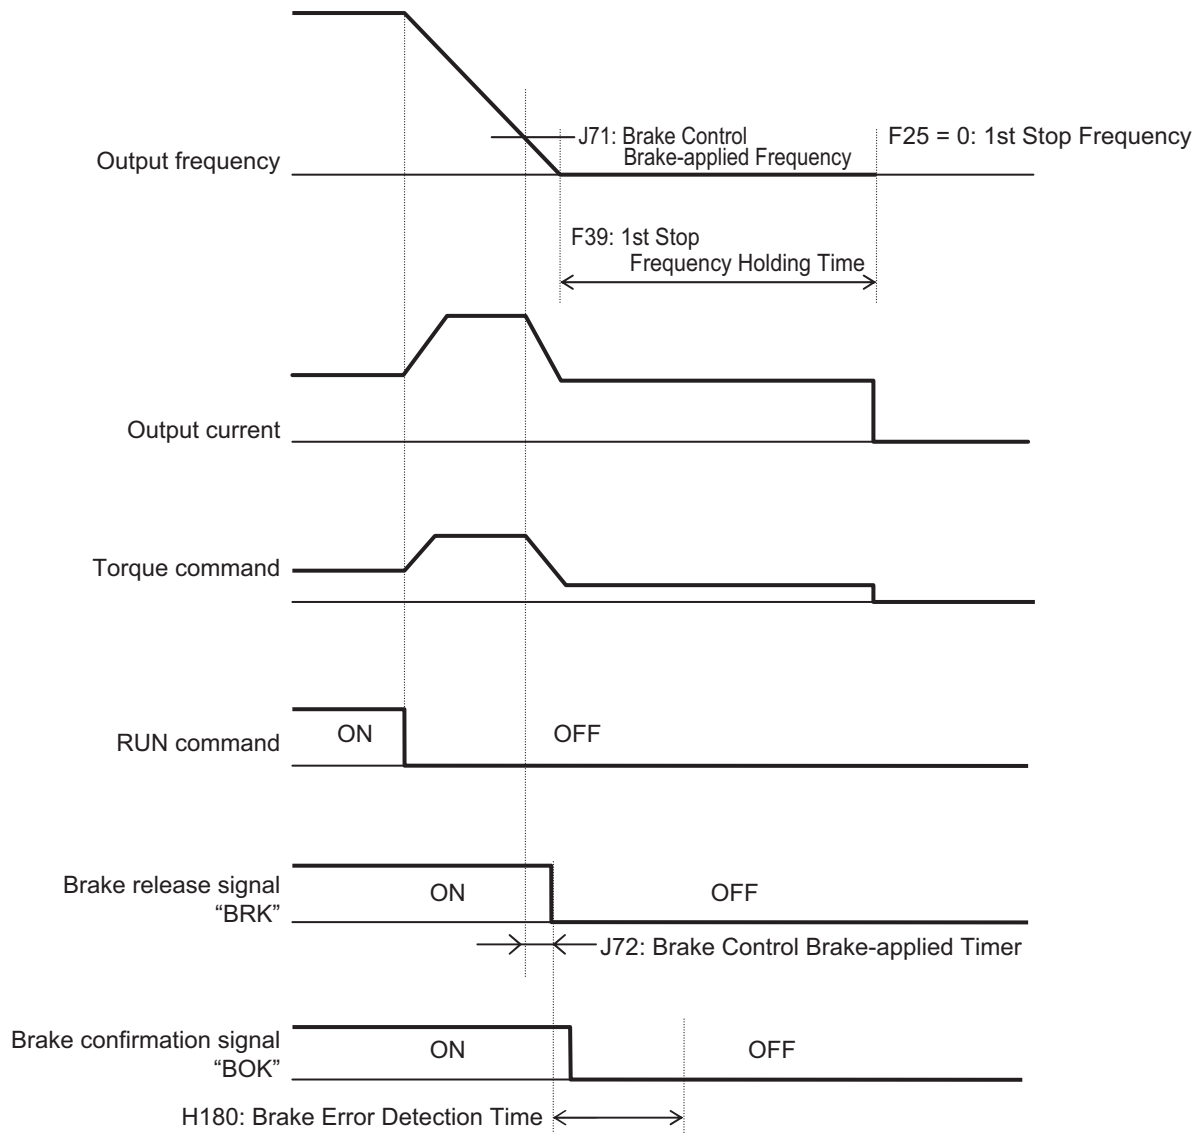 Output frequency
J71: Brake Control
Brake-applied Frequency
F25 = 0: 1st Stop Frequency
F39: 1st Stop
Frequency Holding Time
Output current
Torque command
RUN command
ON
OFF
Brake release signal
“BRK”
ON
OFF
J72: Brake Control Brake-applied Timer
Brake confirmation signal
“BOK”
ON
OFF
H180: Brake Error Detection Time